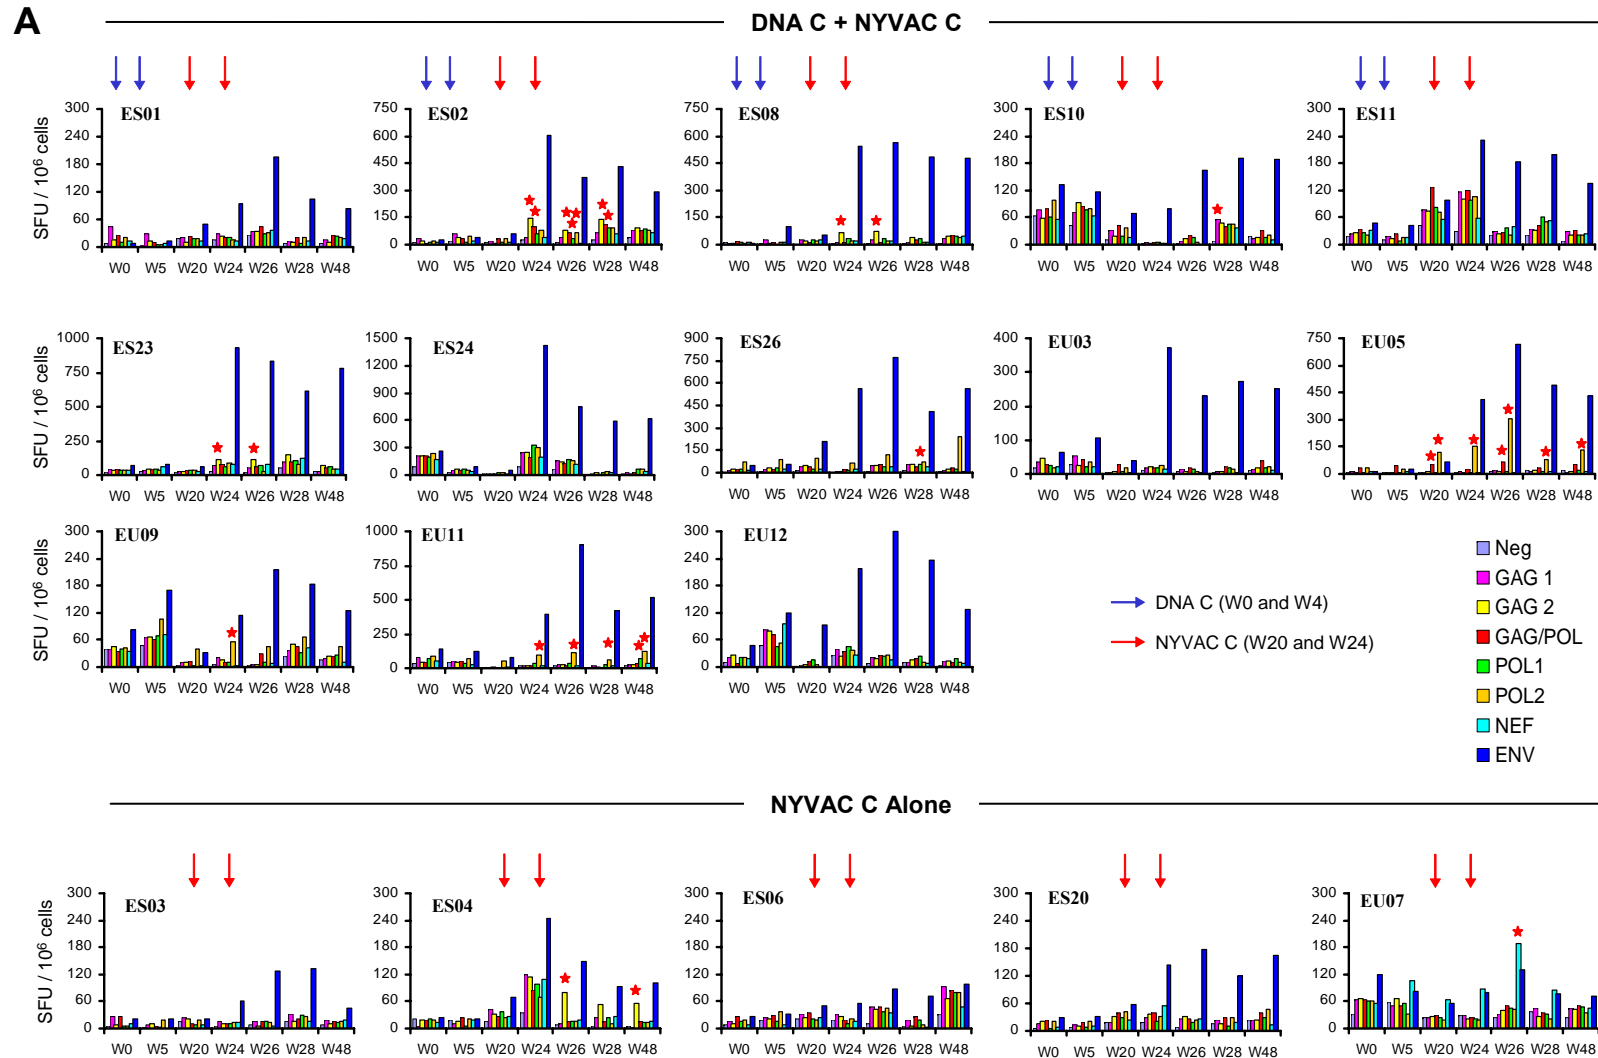 A
DNA C + NYVAC C
SFU / 10⁶ cells
ES01
300
240
180
120
60
0
W0 W5 W20 W24 W26 W28 W48
ES02
750
600
450
300
150
0
W0 W5 W20 W24 W26 W28 W48
ES08
750
600
450
300
150
0
W0 W5 W20 W24 W26 W28 W48
ES10
300
240
180
120
60
0
W0 W5 W20 W24 W26 W28 W48
ES11
300
240
180
120
60
0
W0 W5 W20 W24 W26 W28 W48
SFU / 10⁶ cells
ES23
1000
750
500
250
0
W0 W5 W20 W24 W26 W28 W48
ES24
1500
1200
900
600
300
0
W0 W5 W20 W24 W26 W28 W48
ES26
900
750
600
450
300
150
0
W0 W5 W20 W24 W26 W28 W48
EU03
400
300
200
100
0
W0 W5 W20 W24 W26 W28 W48
EU05
750
600
450
300
150
0
W0 W5 W20 W24 W26 W28 W48
SFU / 10⁶ cells
EU09
300
240
180
120
60
0
W0 W5 W20 W24 W26 W28 W48
EU11
1000
750
500
250
0
W0 W5 W20 W24 W26 W28 W48
EU12
300
240
180
120
60
0
W0 W5 W20 W24 W26 W28 W48
DNA C (W0 and W4)
NYVAC C (W20 and W24)
Neg
GAG 1
GAG 2
GAG/POL
POL1
POL2
NEF
ENV
NYVAC C Alone
SFU / 10⁶ cells
ES03
300
240
180
120
60
0
W0 W5 W20 W24 W26 W28 W48
ES04
300
240
180
120
60
0
W0 W5 W20 W24 W26 W28 W48
ES06
300
240
180
120
60
0
W0 W5 W20 W24 W26 W28 W48
ES20
300
240
180
120
60
0
W0 W5 W20 W24 W26 W28 W48
EU07
300
240
180
120
60
0
W0 W5 W20 W24 W26 W28 W48